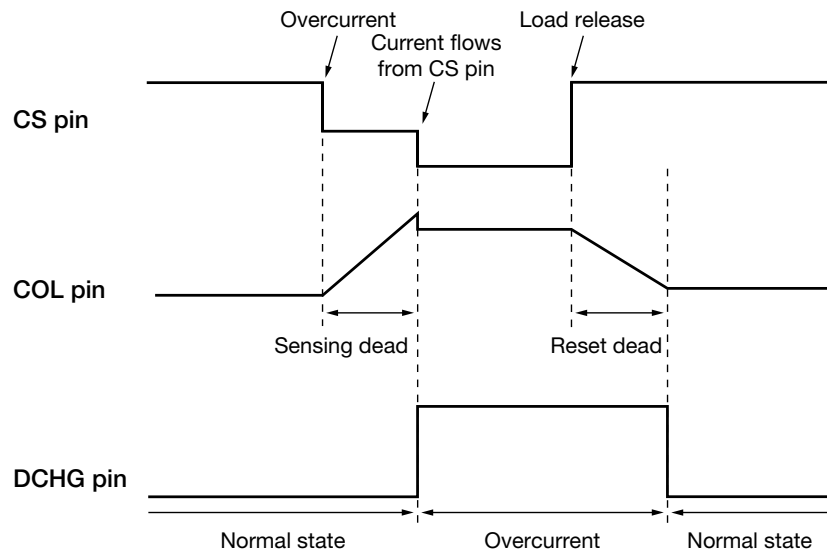 Overcurrent
Load release
Current flows
from CS pin
CS pin
COL pin
Sensing dead
Reset dead
DCHG pin
Normal state
Overcurrent
Normal state